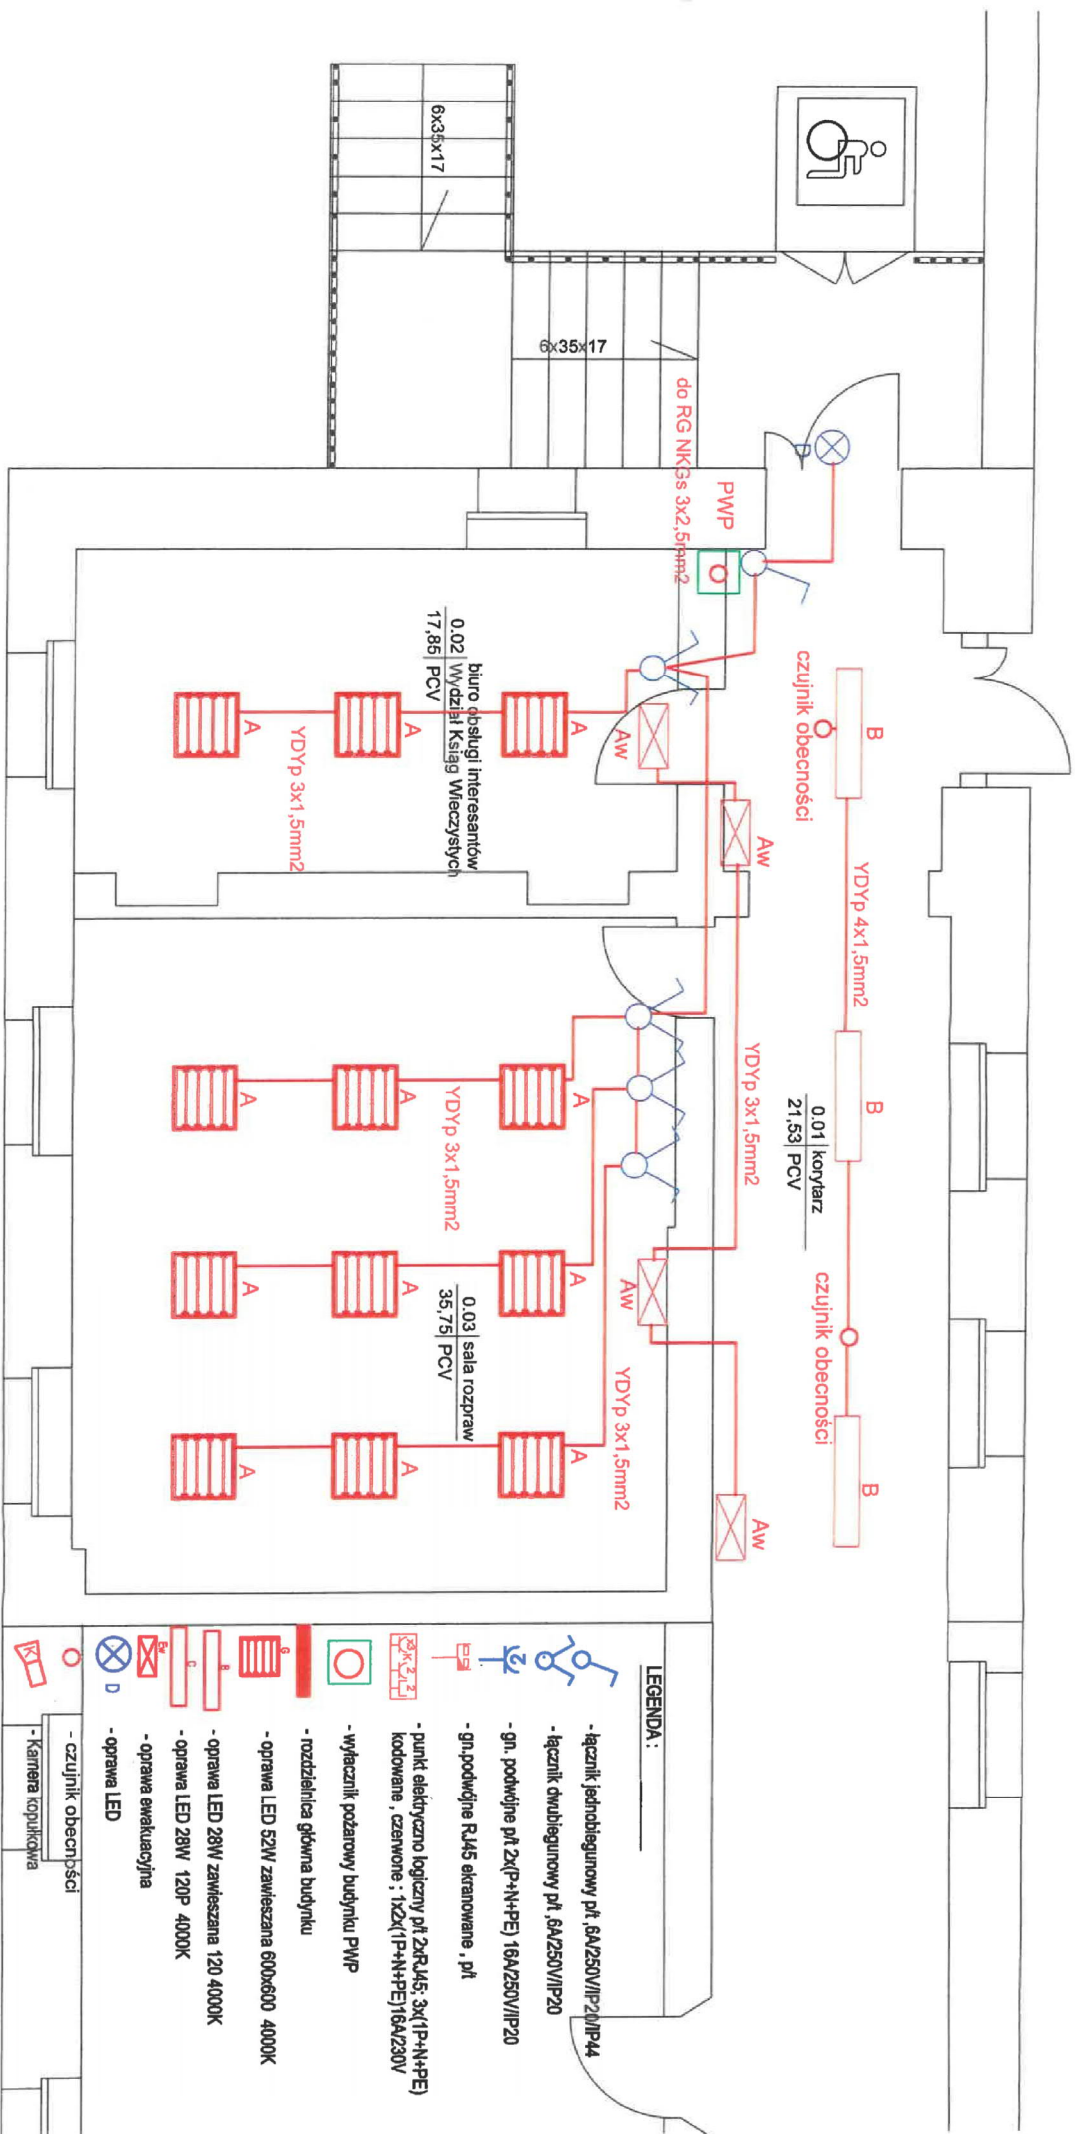 6x35x17
6x35x17
do RG NKGs 3x2,5mm2
PWP
D
czujnik obecności
B
YDYp 4x1,5mm2
B
czujnik obecności
B
0.01 korytarz
21,53 PCV
Aw
Aw
YDYp 3x1,5mm2
Aw
Aw
biuro obsługi interesantów
0.02 Wydział Ksiąg Wieczystych
17,85 PCV
A
A
A
YDYp 3x1,5mm2
A
A
A
YDYp 3x1,5mm2
A
A
A
0.03 sala rozpraw
35,75 PCV
A
A
A
YDYp 3x1,5mm2
LEGENDA :
- łącznik jednobiegunowy p/t ,6A/250V/IP20/IP44
- łącznik dwubiegunowy p/t ,6A/250V/IP20
2
- gn. podwójne p/t 2x(P+N+PE) 16A/250V/IP20
- gn.podwójne RJ45 ekranowane , p/t
- punkt elektryczno logiczny p/t 2xRJ45; 3x(1P+N+PE)
kodowane , czerwone ; 1x2x(1P+N+PE)16A/230V
x3 K 2 2
- wyłacznik pożarowy budynku PWP
- rozdzielnica główna budynku
G
- oprawa LED 52W zawieszana 600x600 4000K
B
- oprawa LED 28W zawieszana 120 4000K
C
- oprawa LED 28W 120P 4000K
Ew
- oprawa ewakuacyjna
D
- oprawa LED
- czujnik obecności
K
- Kamera kopułkowa